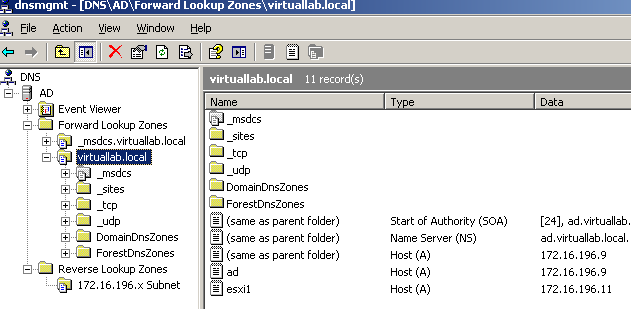 dnsmgmt - [DNS\AD\Forward Lookup Zones\virtuallab.local]
File Action View Window Help
DNS
AD
Event Viewer
Forward Lookup Zones
_msdcs.virtuallab.local
virtuallab.local
_msdcs
_sites
_tcp
_udp
DomainDnsZones
ForestDnsZones
Reverse Lookup Zones
172.16.196.x Subnet
virtuallab.local 11 record(s)
Name Type Data
_msdcs
_sites
_tcp
_udp
DomainDnsZones
ForestDnsZones
(same as parent folder) Start of Authority (SOA) [24], ad.virtuallab.
(same as parent folder) Name Server (NS) ad.virtuallab.local.
(same as parent folder) Host (A) 172.16.196.9
ad Host (A) 172.16.196.9
esxi1 Host (A) 172.16.196.11